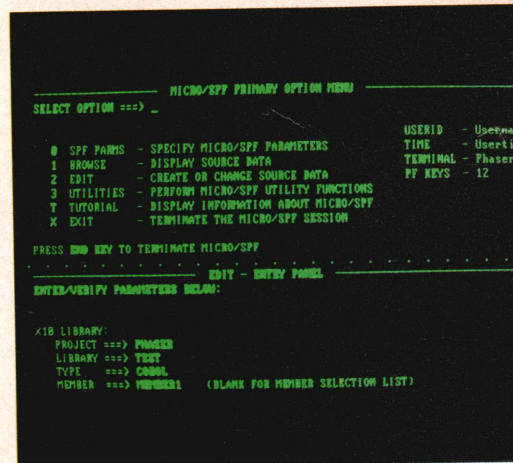 MICRO/SPF PRIMARY OPTION MENU
SELECT OPTION ===> _
USERID - Userna
0 SPF PARMS - SPECIFY MICRO/SPF PARAMETERS TIME - Userti
1 BROWSE - DISPLAY SOURCE DATA TERMINAL - Phaser
2 EDIT - CREATE OR CHANGE SOURCE DATA PF KEYS - 12
3 UTILITIES - PERFORM MICRO/SPF UTILITY FUNCTIONS
T TUTORIAL - DISPLAY INFORMATION ABOUT MICRO/SPF
X EXIT - TERMINATE THE MICRO/SPF SESSION
PRESS END KEY TO TERMINATE MICRO/SPF
EDIT - ENTRY PANEL
ENTER/VERIFY PARAMETERS BELOW:
X10 LIBRARY:
PROJECT ===> PHASER
LIBRARY ===> TEST
TYPE ===> COBOL
MEMBER ===> MEMBER1 (BLANK FOR MEMBER SELECTION LIST)